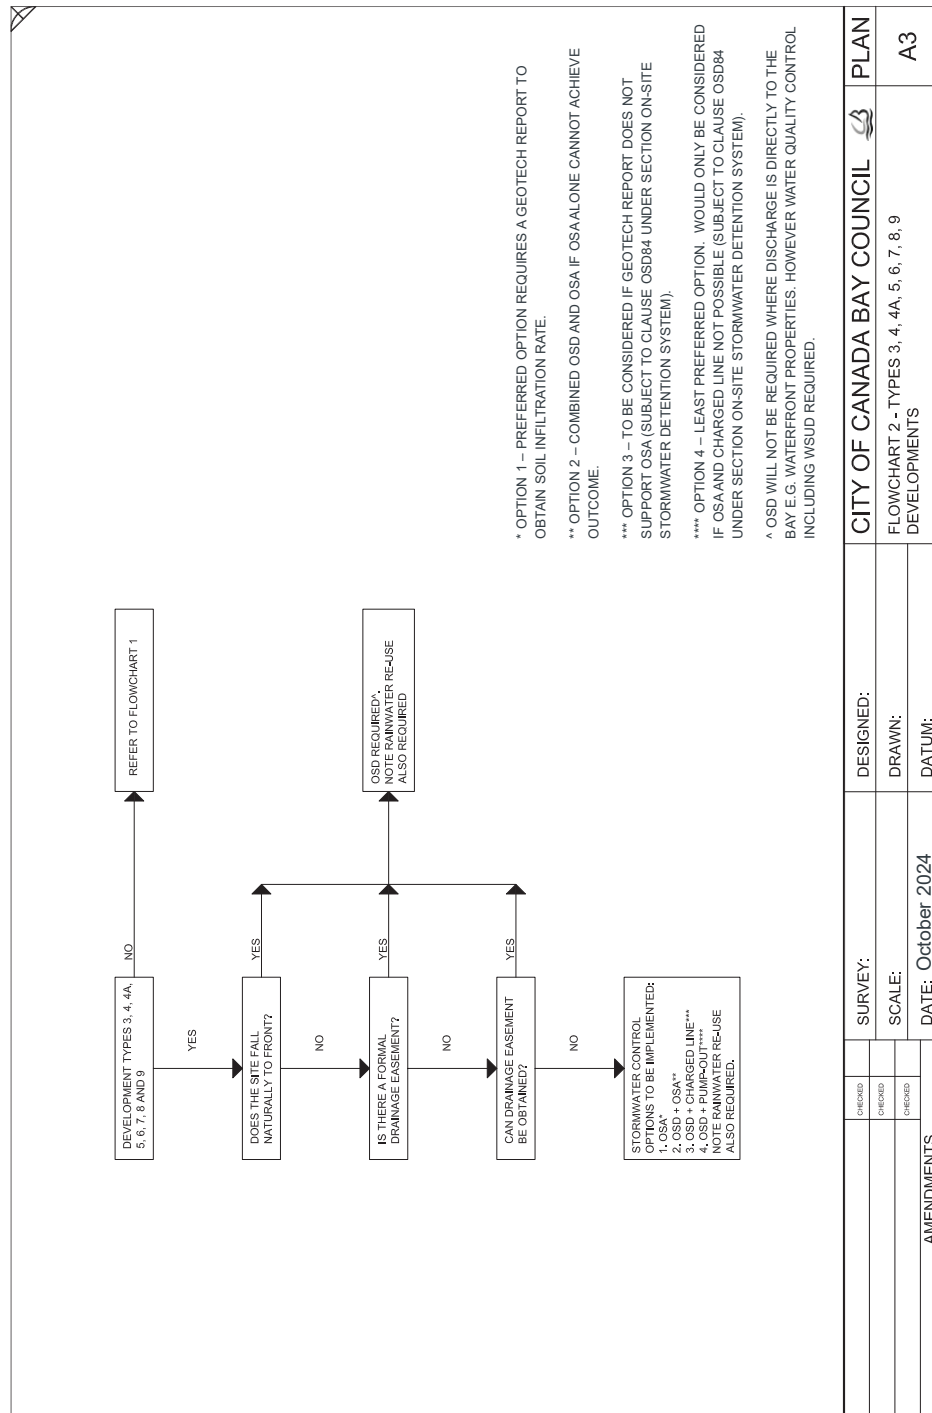 DEVELOPMENT TYPES 3, 4, 4A,
5, 6, 7, 8 AND 9
NO
REFER TO FLOWCHART 1
YES
DOES THE SITE FALL
NATURALLY TO FRONT?
YES
NO
IS THERE A FORMAL
DRAINAGE EASEMENT?
YES
OSD REQUIRED^.
NOTE RAINWATER RE-USE
ALSO REQUIRED
NO
CAN DRAINAGE EASEMENT
BE OBTAINED?
YES
NO
STORMWATER CONTROL
OPTIONS TO BE IMPLEMENTED:
1. OSA*
2. OSD + OSA**
3. OSD + CHARGED LINE***
4. OSD + PUMP-OUT****
NOTE RAINWATER RE-USE
ALSO REQUIRED.
* OPTION 1 – PREFERRED OPTION REQUIRES A GEOTECH REPORT TO
OBTAIN SOIL INFILTRATION RATE.
** OPTION 2 – COMBINED OSD AND OSA IF OSA ALONE CANNOT ACHIEVE
OUTCOME.
*** OPTION 3 – TO BE CONSIDERED IF GEOTECH REPORT DOES NOT
SUPPORT OSA (SUBJECT TO CLAUSE OSD84 UNDER SECTION ON-SITE
STORMWATER DETENTION SYSTEM).
**** OPTION 4 – LEAST PREFERRED OPTION. WOULD ONLY BE CONSIDERED
IF OSA AND CHARGED LINE NOT POSSIBLE (SUBJECT TO CLAUSE OSD84
UNDER SECTION ON-SITE STORMWATER DETENTION SYSTEM).
^ OSD WILL NOT BE REQUIRED WHERE DISCHARGE IS DIRECTLY TO THE
BAY E.G. WATERFRONT PROPERTIES. HOWEVER WATER QUALITY CONTROL
INCLUDING WSUD REQUIRED.
CHECKED
CHECKED
CHECKED
AMENDMENTS
SURVEY:
SCALE:
DATE: October 2024
DESIGNED:
DRAWN:
DATUM:
CITY OF CANADA BAY COUNCIL
FLOWCHART 2 - TYPES 3, 4, 4A, 5, 6, 7, 8, 9
DEVELOPMENTS
PLAN
A3